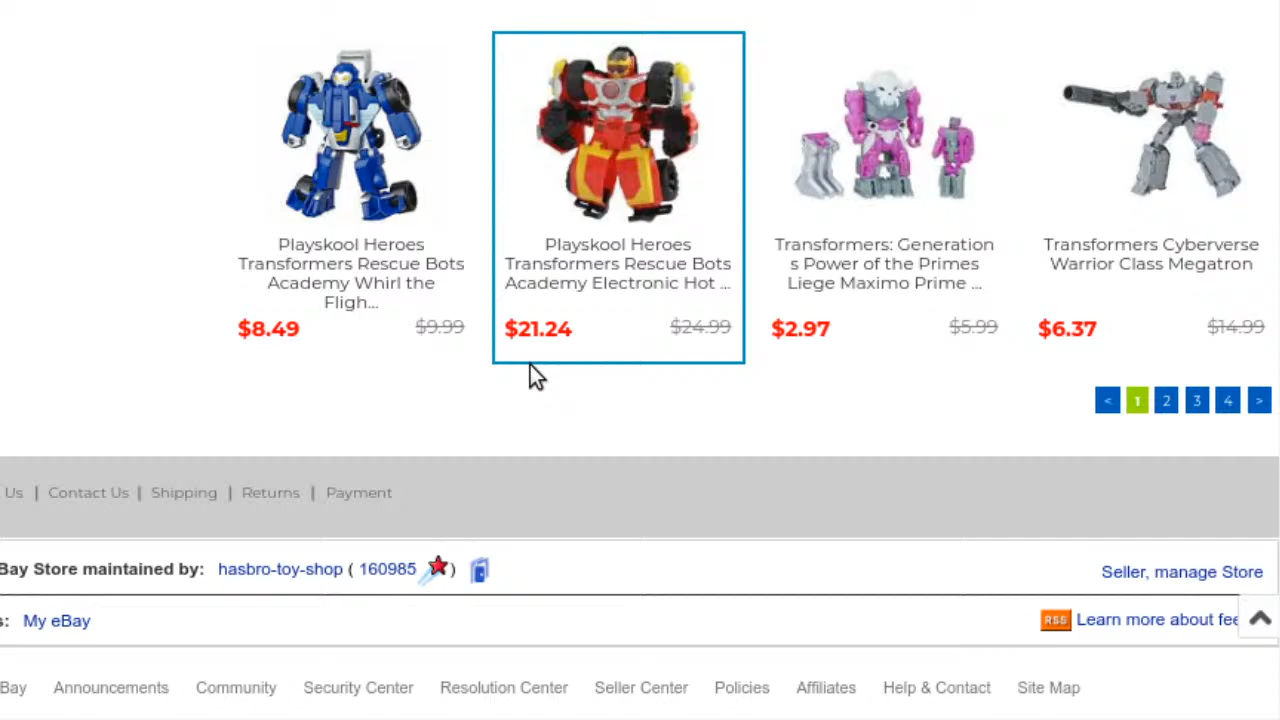 Playskool Heroes
Transformers Rescue Bots
Academy Whirl the
Fligh...
$8.49 $9.99
Playskool Heroes
Transformers Rescue Bots
Academy Electronic Hot ...
$21.24 $24.99
Transformers: Generation
s Power of the Primes
Liege Maximo Prime ...
$2.97 $5.99
Transformers Cyberverse
Warrior Class Megatron
$6.37 $14.99
< 1 2 3 4 >
Us | Contact Us | Shipping | Returns | Payment
Bay Store maintained by: hasbro-toy-shop ( 160985 )
Seller, manage Store
s: My eBay
RSS Learn more about fee
Bay Announcements Community Security Center Resolution Center Seller Center Policies Affiliates Help & Contact Site Map